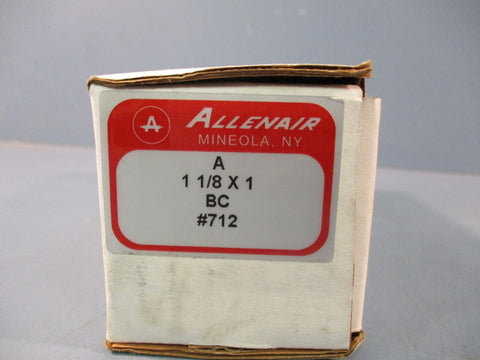 A ALLENAIR
MINEOLA, NY
A
1 1/8 X 1
BC
#712